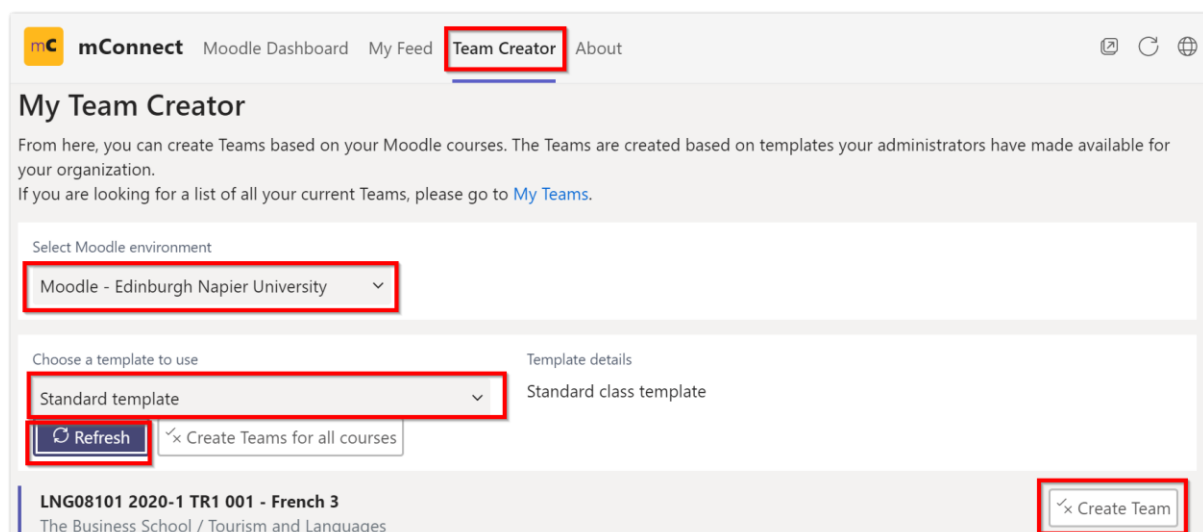 mC mConnect Moodle Dashboard My Feed Team Creator About
My Team Creator
From here, you can create Teams based on your Moodle courses. The Teams are created based on templates your administrators have made available for
your organization.
If you are looking for a list of all your current Teams, please go to My Teams.
Select Moodle environment
Moodle - Edinburgh Napier University
Choose a template to use
Template details
Standard template
Standard class template
Refresh
Create Teams for all courses
LNG08101 2020-1 TR1 001 - French 3
Create Team
The Business School / Tourism and Languages